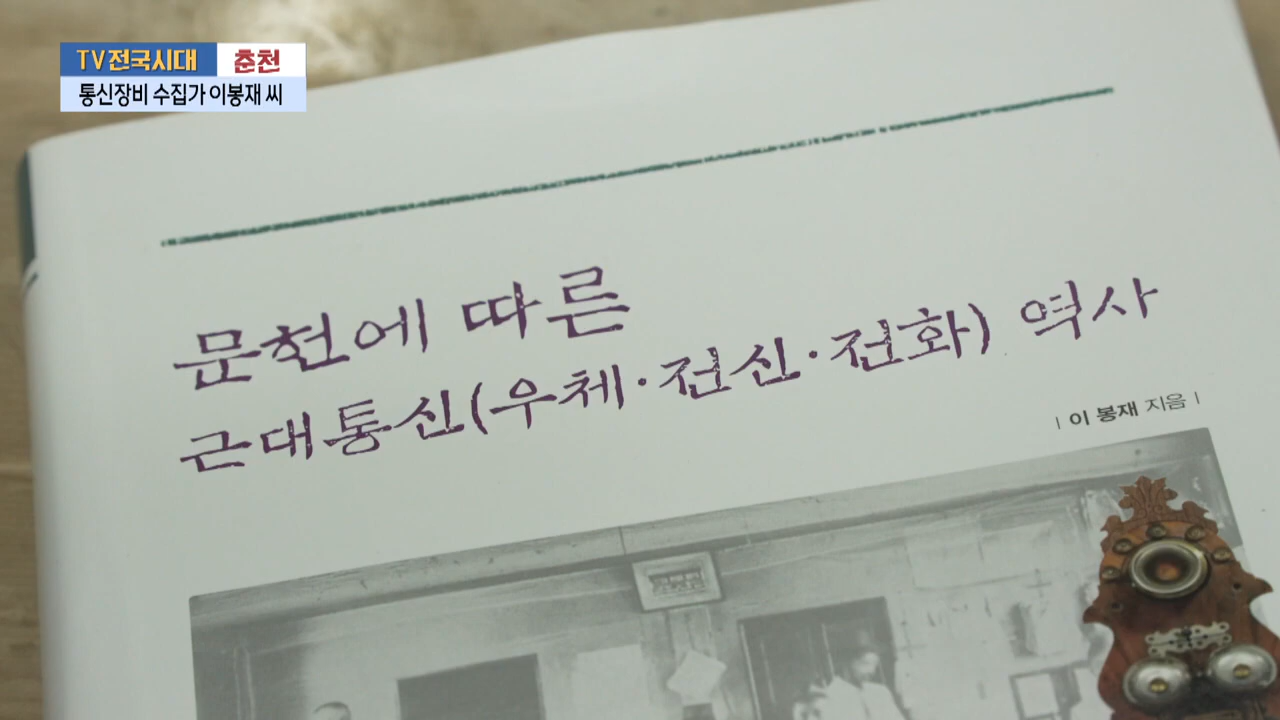 TV전국시대 춘천
통신장비 수집가 이봉재 씨
문헌에 따른
근대통신(우체·전신·전화) 역사
| 이 봉재 지음 |